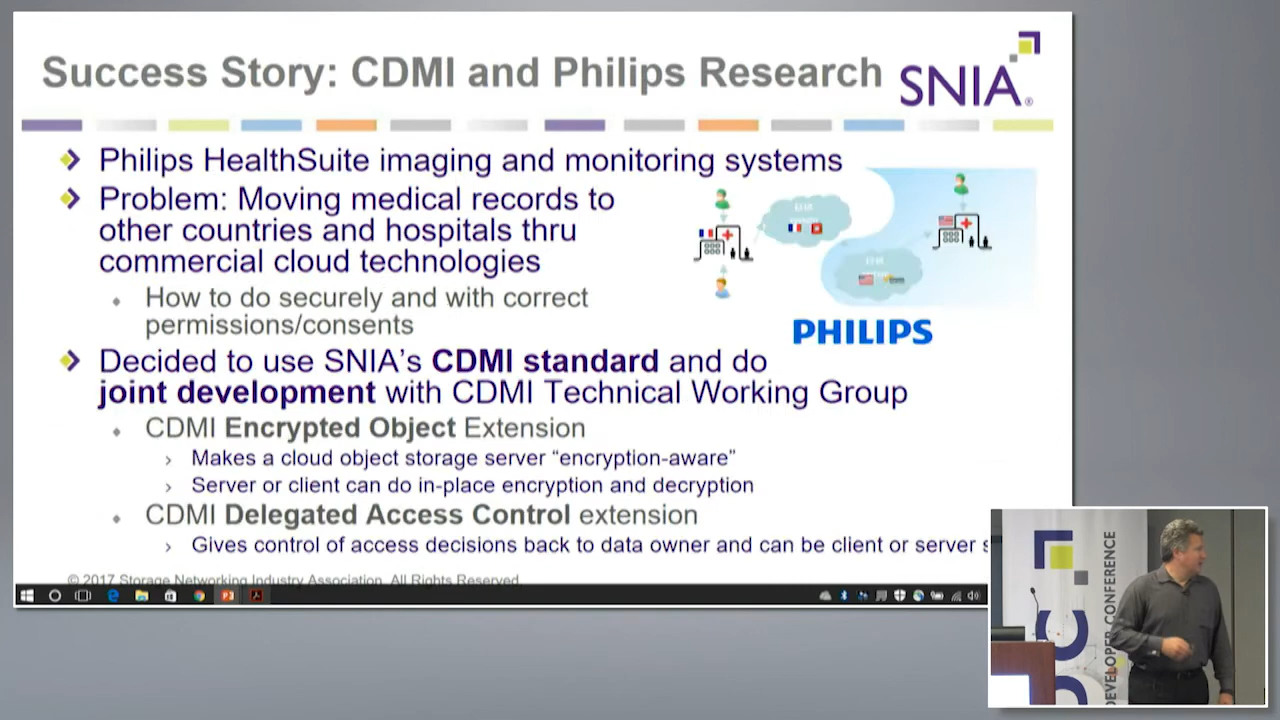 Success Story: CDMI and Philips Research
SNIA®
Philips HealthSuite imaging and monitoring systems
Problem: Moving medical records to
other countries and hospitals thru
commercial cloud technologies
How to do securely and with correct
permissions/consents
PHILIPS
Decided to use SNIA's CDMI standard and do
joint development with CDMI Technical Working Group
CDMI Encrypted Object Extension
Makes a cloud object storage server “encryption-aware”
Server or client can do in-place encryption and decryption
CDMI Delegated Access Control extension
Gives control of access decisions back to data owner and can be client or server s
© 2017 Storage Networking Industry Association. All Rights Reserved.
DC
DEVELOPER CONFERENCE